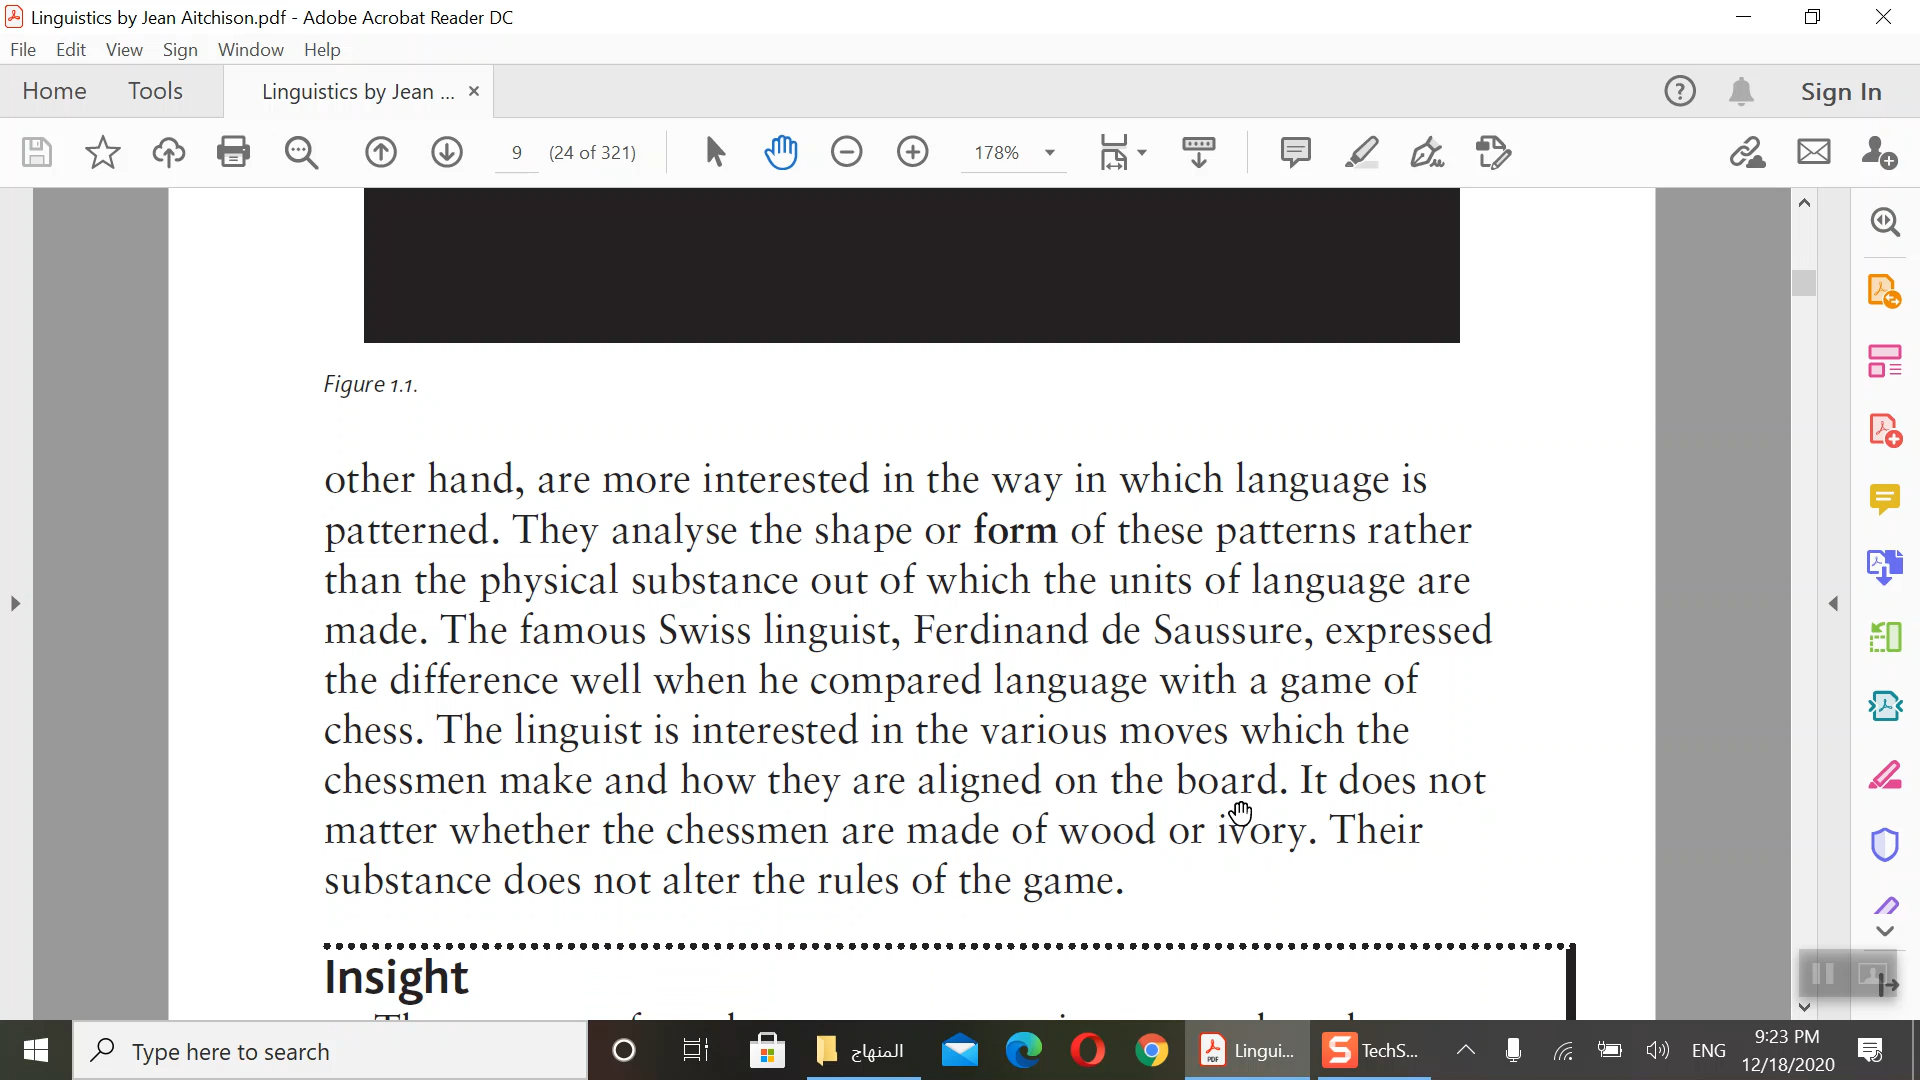 Linguistics by Jean Aitchison.pdf - Adobe Acrobat Reader DC
File Edit View Sign Window Help
Home Tools Linguistics by Jean ... × Sign In
9 (24 of 321) 178%
Figure 1.1.
other hand, are more interested in the way in which language is
patterned. They analyse the shape or form of these patterns rather
than the physical substance out of which the units of language are
made. The famous Swiss linguist, Ferdinand de Saussure, expressed
the difference well when he compared language with a game of
chess. The linguist is interested in the various moves which the
chessmen make and how they are aligned on the board. It does not
matter whether the chessmen are made of wood or ivory. Their
substance does not alter the rules of the game.
Insight
Type here to search المنهاج Lingui... TechS... ENG 9:23 PM
12/18/2020